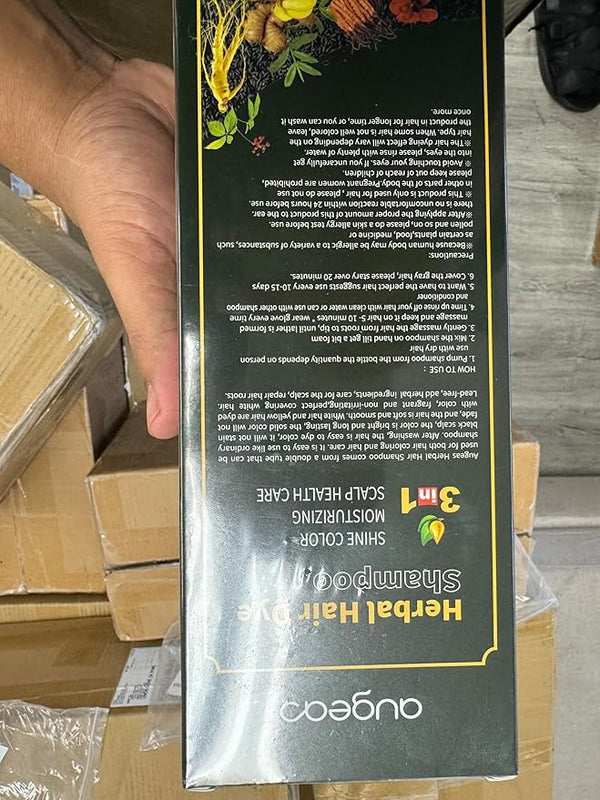 augeas
Herbal Hair Dye
Shampoo
SHINE COLOR
MOISTURIZING
SCALP HEALTH CARE
3in1
Augeas Herbal Hair Shampoo comes from a double tube that can be
used for both hair coloring and hair care. It is easy to use like ordinary
shampoo. After washing, the hair is easy to dye color, it will not stain
black scalp, the color is bright and long lasting, the solid color will not
fade, and the hair is soft and smooth. White hair and yellow hair are dyed
with color, fragrant and non-irritating,perfect covering white hair.
Lead-free, add herbal ingredients, care for the scalp, repair hair roots.
HOW TO USE :
1. Pump shampoo from the bottle the quantity depends on person
use with dry hair
2. Mix the shampoo on hand till get a bit foam
3. Gently massage the hair from roots to tip, until lather is formed
massage and keep it on hair 5- 10 minutes * wear glove every time
4. Time up rinse off your hair with clean water can use with other shampoo
and conditioner
5. Want to have the perfect hair suggests use every 10-15 days
6. Cover the gray hair, please stary over 20 minutes.
Precautions:
※Because human body may be allergic to a variety of substances, such
as certain plants,food, medicine or
pollen and so on, please do a skin allergy test before use.
※After applying the proper amount of this product to the ear.
there is no uncomfortable reaction within 24 hours before use.
※ This product is only used for hair , please do not use
in other parts of the body.Pregnant women are prohibited,
please keep out of reach of children.
※ Avoid touching your eyes. If you uncarefully get
into the eyes, please rinse with plenty of water.
※The hair dyeing effect will vary depending on the
hair type. When some hair is not well colored, leave
the product in hair for longer time, or you can wash it
once more.